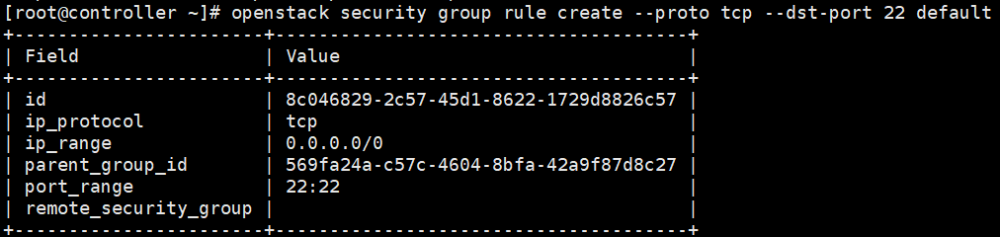 [root@controller ~]# openstack security group rule create --proto tcp --dst-port 22 default
+-----------------------+--------------------------------------+
| Field                 | Value                                |
+-----------------------+--------------------------------------+
| id                    | 8c046829-2c57-45d1-8622-1729d8826c57 |
| ip_protocol           | tcp                                  |
| ip_range              | 0.0.0.0/0                            |
| parent_group_id       | 569fa24a-c57c-4604-8bfa-42a9f87d8c27 |
| port_range            | 22:22                                |
| remote_security_group |                                      |
+-----------------------+--------------------------------------+